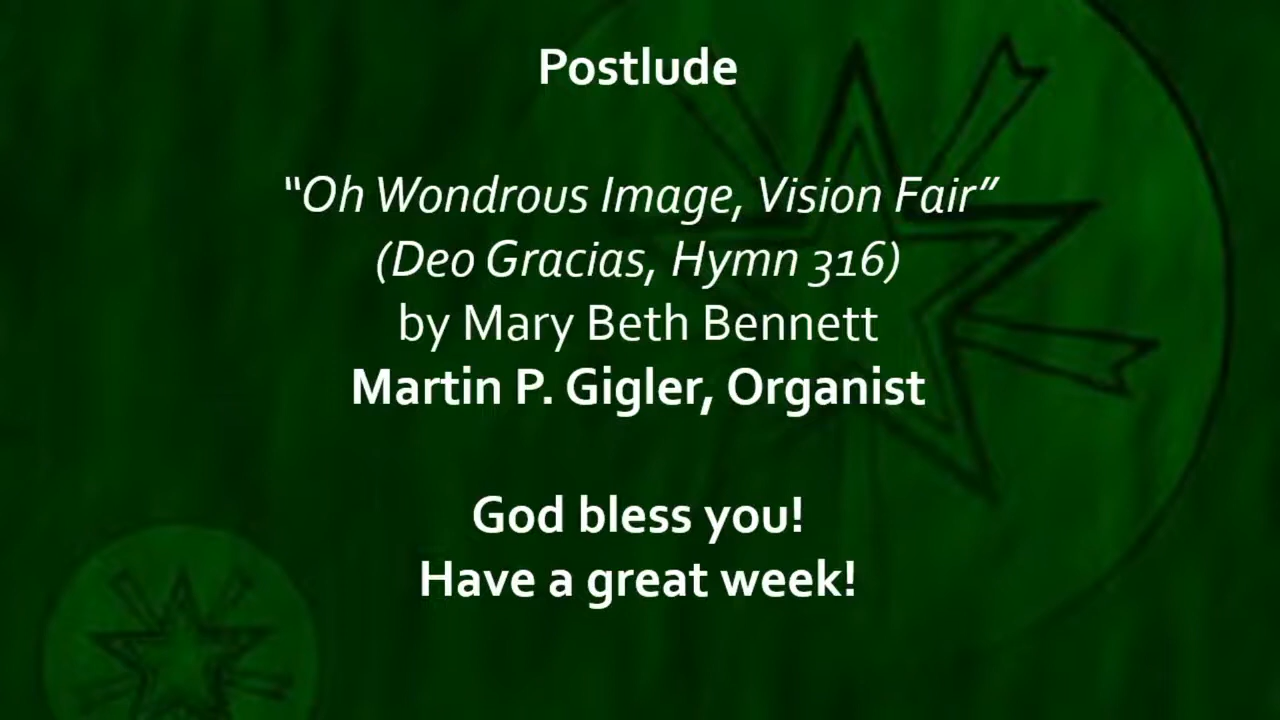 Postlude
“Oh Wondrous Image, Vision Fair”
(Deo Gracias, Hymn 316)
by Mary Beth Bennett
Martin P. Gigler, Organist
God bless you!
Have a great week!